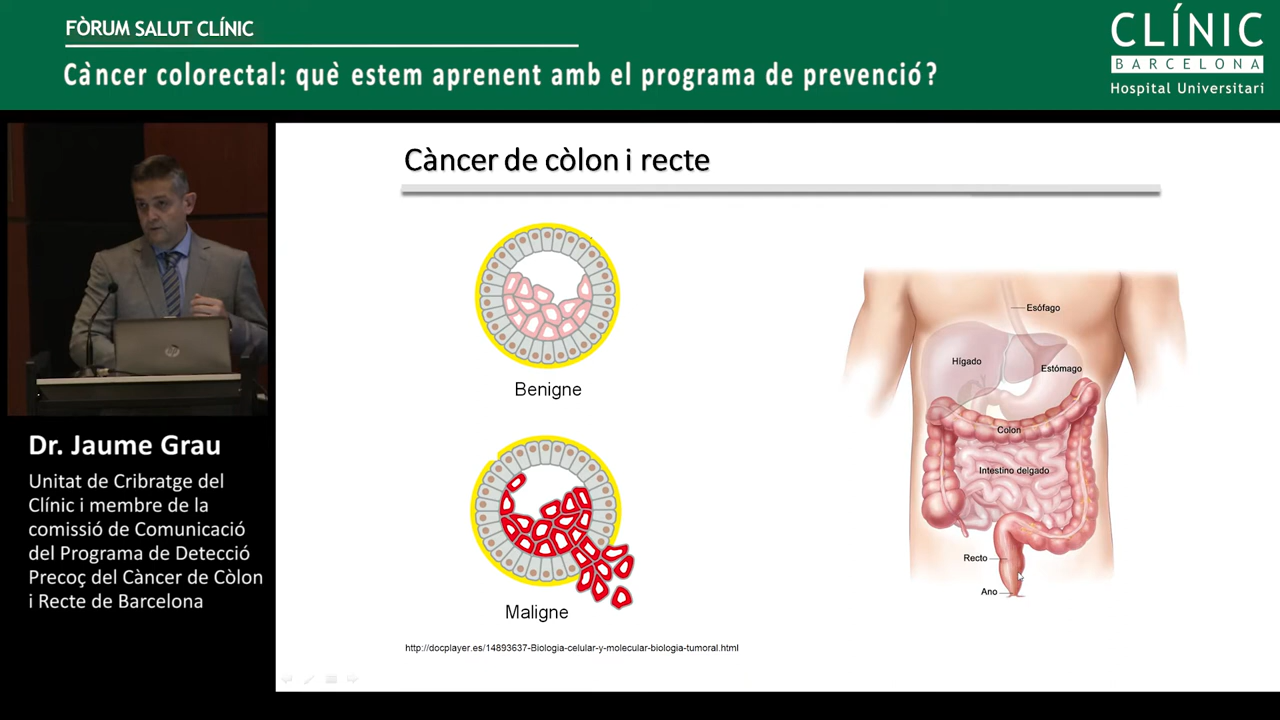 FÒRUM SALUT CLÍNIC
Càncer colorectal: què estem aprenent amb el programa de prevenció?
CLÍNIC
BARCELONA
Hospital Universitari
Càncer de còlon i recte
Benigne
Maligne
http://docplayer.es/14893637-Biologia-celular-y-molecular-biologia-tumoral.html
Esófago
Hígado
Estómago
Colon
Intestino delgado
Recto
Ano
Dr. Jaume Grau
Unitat de Cribratge del
Clínic i membre de la
comissió de Comunicació
del Programa de Detecció
Precoç del Càncer de Còlon
i Recte de Barcelona